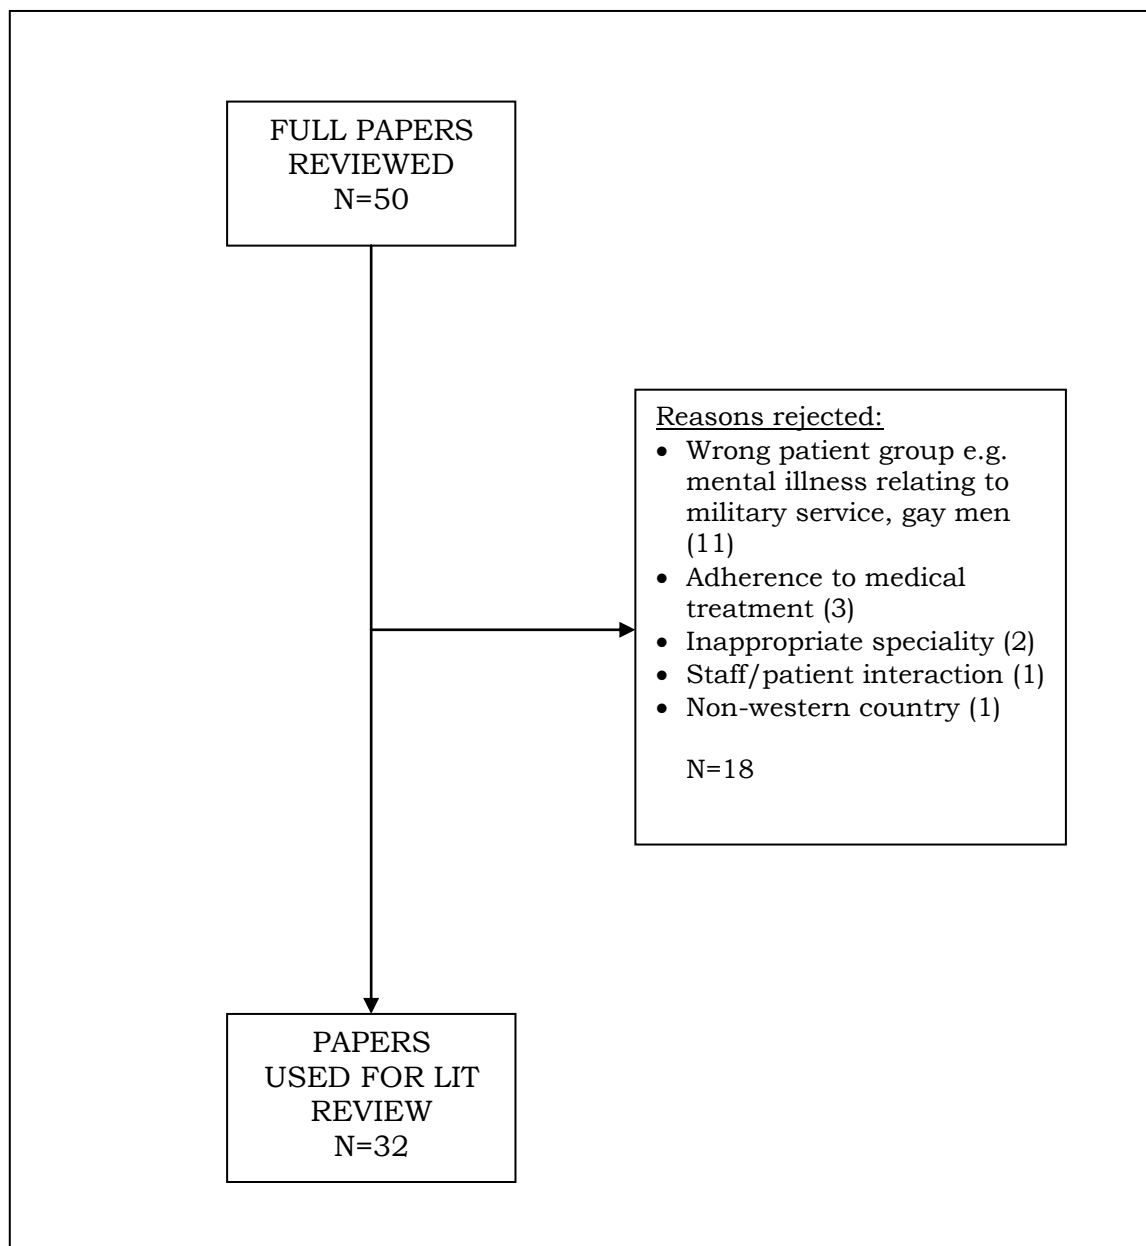 FULL PAPERS
REVIEWED
N=50
Reasons rejected:
• Wrong patient group e.g.
mental illness relating to
military service, gay men
(11)
• Adherence to medical
treatment (3)
• Inappropriate speciality (2)
• Staff/patient interaction (1)
• Non-western country (1)
N=18
PAPERS
USED FOR LIT
REVIEW
N=32